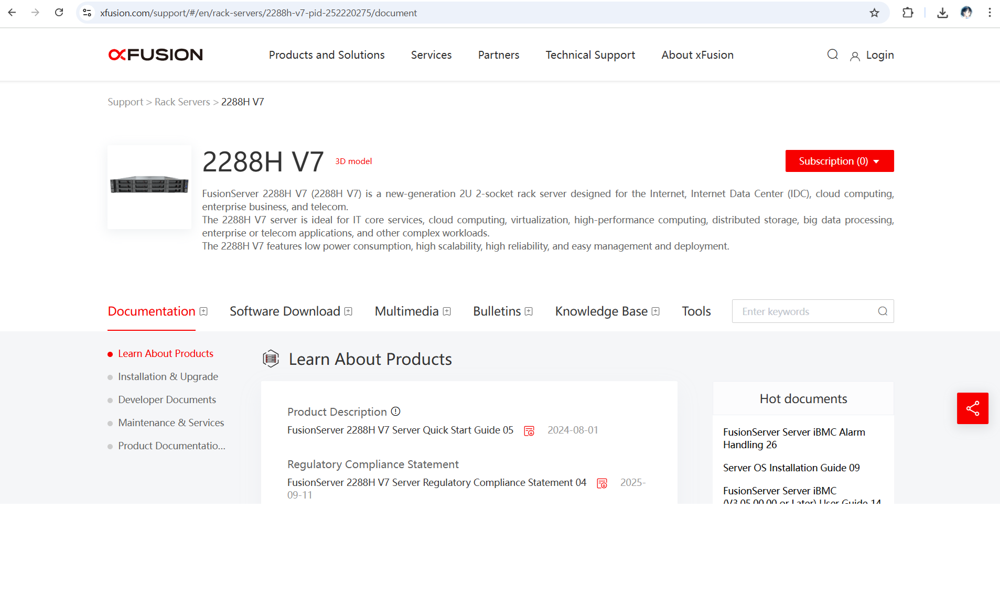 xfusion.com/support/#/en/rack-servers/2288h-v7-pid-252220275/document
XFUSION
Products and Solutions
Services
Partners
Technical Support
About xFusion
Login
Support > Rack Servers > 2288H V7
2288H V7
3D model
Subscription (0)
FusionServer 2288H V7 (2288H V7) is a new-generation 2U 2-socket rack server designed for the Internet, Internet Data Center (IDC), cloud computing,
enterprise business, and telecom.
The 2288H V7 server is ideal for IT core services, cloud computing, virtualization, high-performance computing, distributed storage, big data processing,
enterprise or telecom applications, and other complex workloads.
The 2288H V7 features low power consumption, high scalability, high reliability, and easy management and deployment.
Documentation
Software Download
Multimedia
Bulletins
Knowledge Base
Tools
Enter keywords
Learn About Products
Installation & Upgrade
Developer Documents
Maintenance & Services
Product Documentatio...
Learn About Products
Product Description
FusionServer 2288H V7 Server Quick Start Guide 05
2024-08-01
Regulatory Compliance Statement
FusionServer 2288H V7 Server Regulatory Compliance Statement 04
2025-
09-11
Hot documents
FusionServer Server iBMC Alarm
Handling 26
Server OS Installation Guide 09
FusionServer Server iBMC
(V3.05.00.00 or Later) User Guide 14